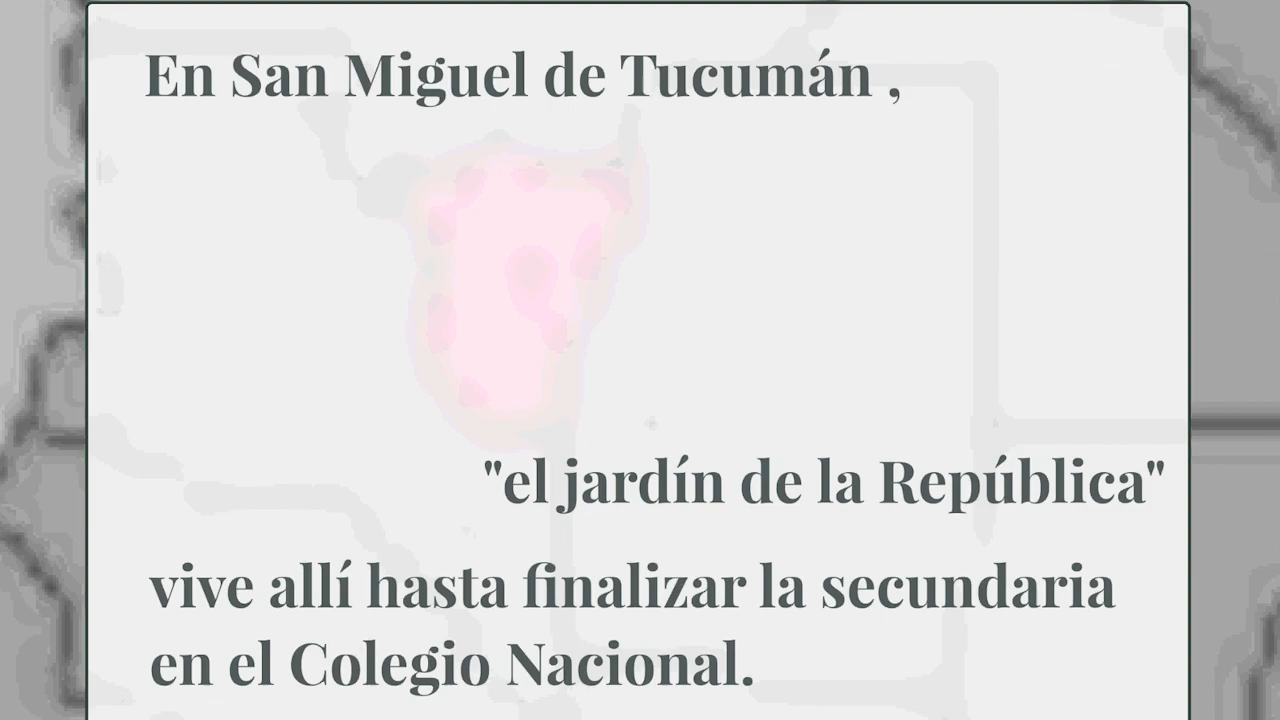 En San Miguel de Tucumán ,
"el jardín de la República"
vive allí hasta finalizar la secundaria
en el Colegio Nacional.